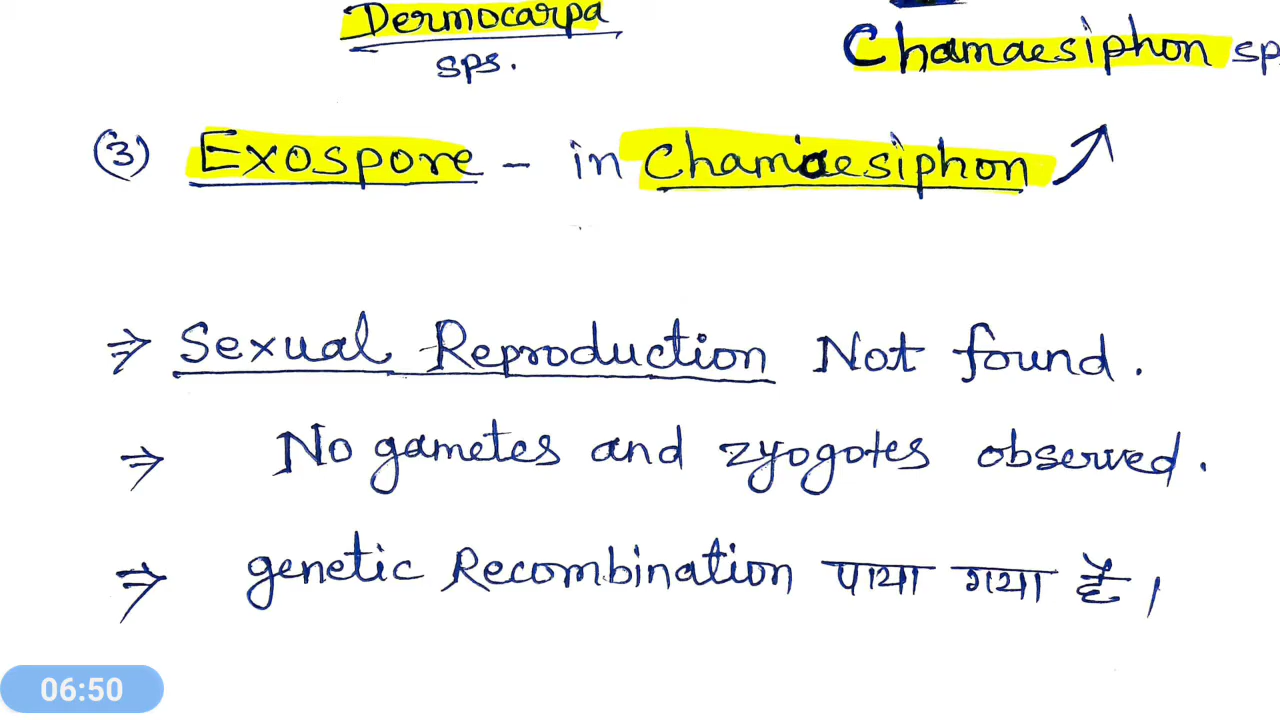 Dermocarpa
sps.
Chamaesiphon sp
(3) Exospore - in Chamaesiphon ↗
⇒ Sexual Reproduction Not found.
⇒ No gametes and zyogotes observed.
⇒ genetic Recombination पाया गया है।
06:50